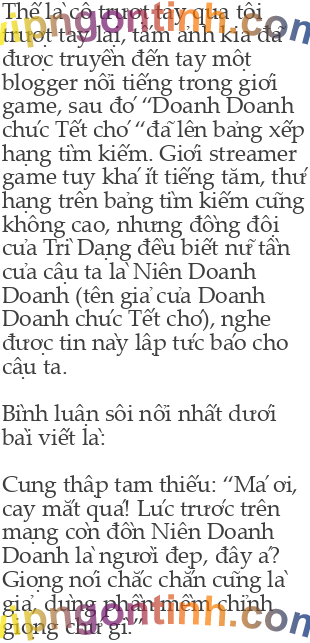 Thế là cô trượt tay qua tôi
trượt tay lại, tấm ảnh kia đã
được truyền đến tay một
blogger nổi tiếng trong giới
game, sau đó “Doanh Doanh
chúc Tết chó “đã lên bảng xếp
hạng tìm kiếm. Giới streamer
game tuy khá ít tiếng tăm, thứ
hạng trên bảng tìm kiếm cũng
không cao, nhưng đồng đội
của Trì Dạng đều biết nữ thần
của cậu ta là Niên Doanh
Doanh (tên giả của Doanh
Doanh chúc Tết chó), nghe
được tin này lập tức báo cho
cậu ta.
Bình luận sôi nổi nhất dưới
bài viết là:
Cung thập tam thiếu: “Má ơi,
cay mắt quá! Lúc trước trên
mạng còn đồn Niên Doanh
Doanh là người đẹp, đây á?
Giọng nói chắc chắn cũng là
giả, dùng phần mềm chỉnh
giọng chứ gì.”